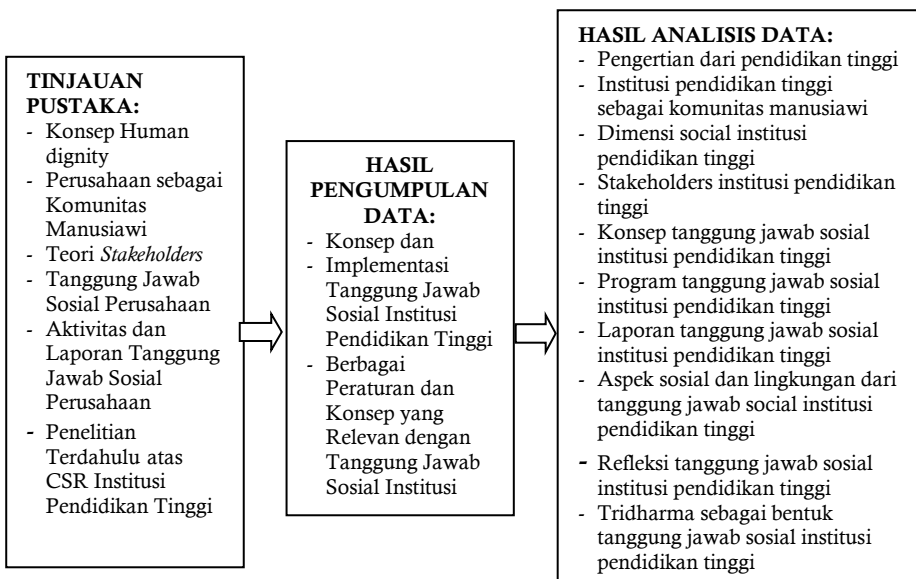 TINJAUAN
PUSTAKA:
- Konsep Human
dignity
- Perusahaan sebagai
Komunitas
Manusiawi
- Teori Stakeholders
- Tanggung Jawab
Sosial Perusahaan
- Aktivitas dan
Laporan Tanggung
Jawab Sosial
Perusahaan
- Penelitian
Terdahulu atas
CSR Institusi
Pendidikan Tinggi
HASIL
PENGUMPULAN
DATA:
- Konsep dan
- Implementasi
Tanggung Jawab
Sosial Institusi
Pendidikan Tinggi
- Berbagai
Peraturan dan
Konsep yang
Relevan dengan
Tanggung Jawab
Sosial Institusi
HASIL ANALISIS DATA:
- Pengertian dari pendidikan tinggi
- Institusi pendidikan tinggi
sebagai komunitas manusiawi
- Dimensi social institusi
pendidikan tinggi
- Stakeholders institusi pendidikan
tinggi
- Konsep tanggung jawab sosial
institusi pendidikan tinggi
- Program tanggung jawab sosial
institusi pendidikan tinggi
- Laporan tanggung jawab sosial
institusi pendidikan tinggi
- Aspek sosial dan lingkungan dari
tanggung jawab social institusi
pendidikan tinggi
- Refleksi tanggung jawab sosial
institusi pendidikan tinggi
- Tridharma sebagai bentuk
tanggung jawab sosial institusi
pendidikan tinggi